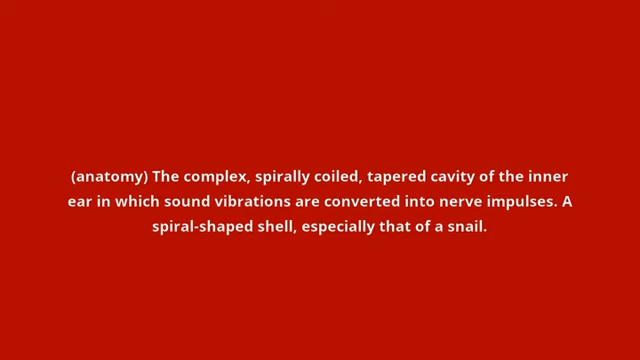 (anatomy) The complex, spirally coiled, tapered cavity of the inner
ear in which sound vibrations are converted into nerve impulses. A
spiral-shaped shell, especially that of a snail.